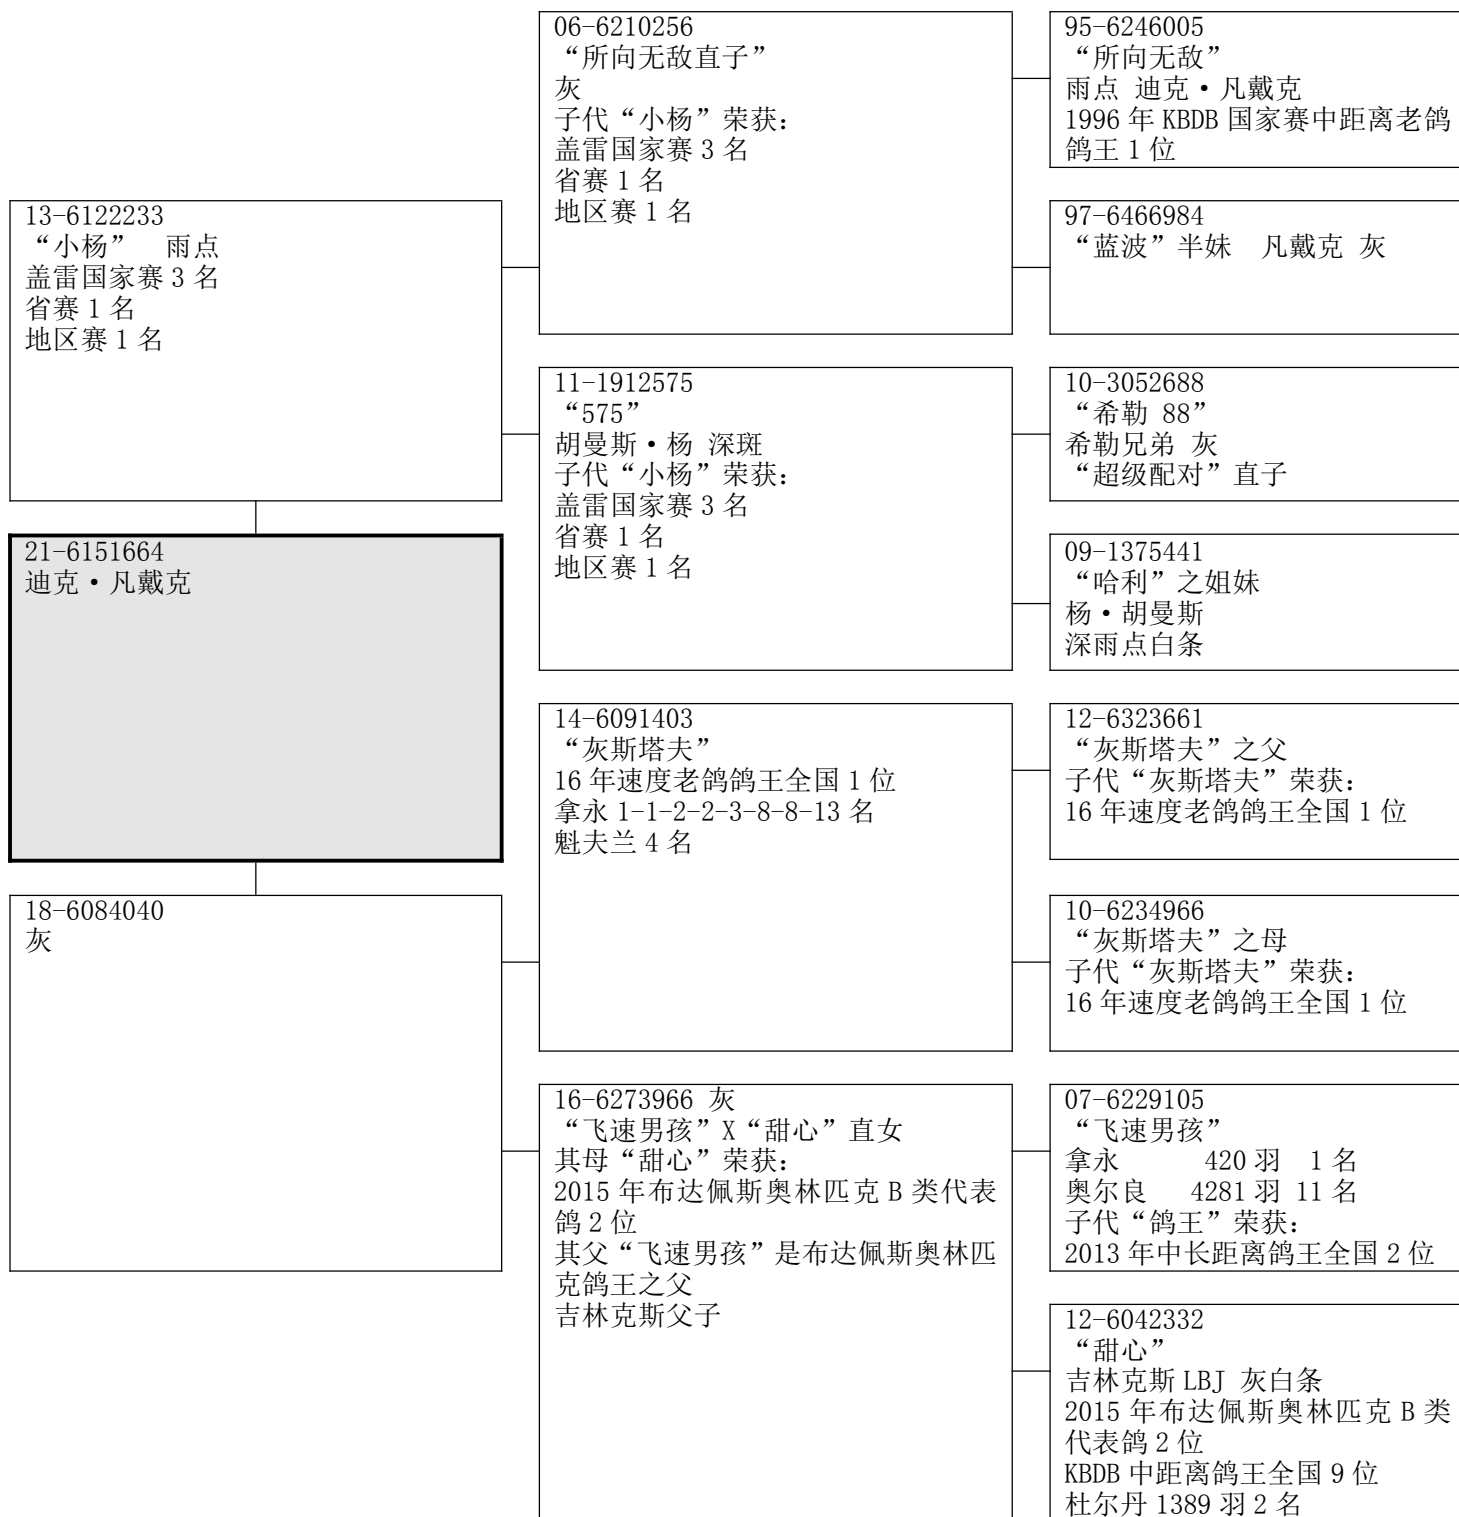 13-6122233
“小杨”　雨点
盖雷国家赛 3 名
省赛 1 名
地区赛 1 名
21-6151664
迪克·凡戴克
18-6084040
灰
06-6210256
“所向无敌直子”
灰
子代“小杨”荣获:
盖雷国家赛 3 名
省赛 1 名
地区赛 1 名
11-1912575
“575”
胡曼斯·杨 深斑
子代“小杨”荣获:
盖雷国家赛 3 名
省赛 1 名
地区赛 1 名
14-6091403
“灰斯塔夫”
16 年速度老鸽鸽王全国 1 位
拿永 1-1-2-2-3-8-8-13 名
魁夫兰 4 名
16-6273966 灰
“飞速男孩”X“甜心”直女
其母“甜心”荣获:
2015 年布达佩斯奥林匹克 B 类代表
鸽 2 位
其父“飞速男孩”是布达佩斯奥林匹
克鸽王之父
吉林克斯父子
95-6246005
“所向无敌”
雨点 迪克·凡戴克
1996 年 KBDB 国家赛中距离老鸽
鸽王 1 位
97-6466984
“蓝波”半妹　凡戴克 灰
10-3052688
“希勒 88”
希勒兄弟 灰
“超级配对”直子
09-1375441
“哈利”之姐妹
杨·胡曼斯
深雨点白条
12-6323661
“灰斯塔夫”之父
子代“灰斯塔夫”荣获:
16 年速度老鸽鸽王全国 1 位
10-6234966
“灰斯塔夫”之母
子代“灰斯塔夫”荣获:
16 年速度老鸽鸽王全国 1 位
07-6229105
“飞速男孩”
拿永 420 羽 1 名
奥尔良 4281 羽 11 名
子代“鸽王”荣获:
2013 年中长距离鸽王全国 2 位
12-6042332
“甜心”
吉林克斯 LBJ 灰白条
2015 年布达佩斯奥林匹克 B 类
代表鸽 2 位
KBDB 中距离鸽王全国 9 位
杜尔丹 1389 羽 2 名